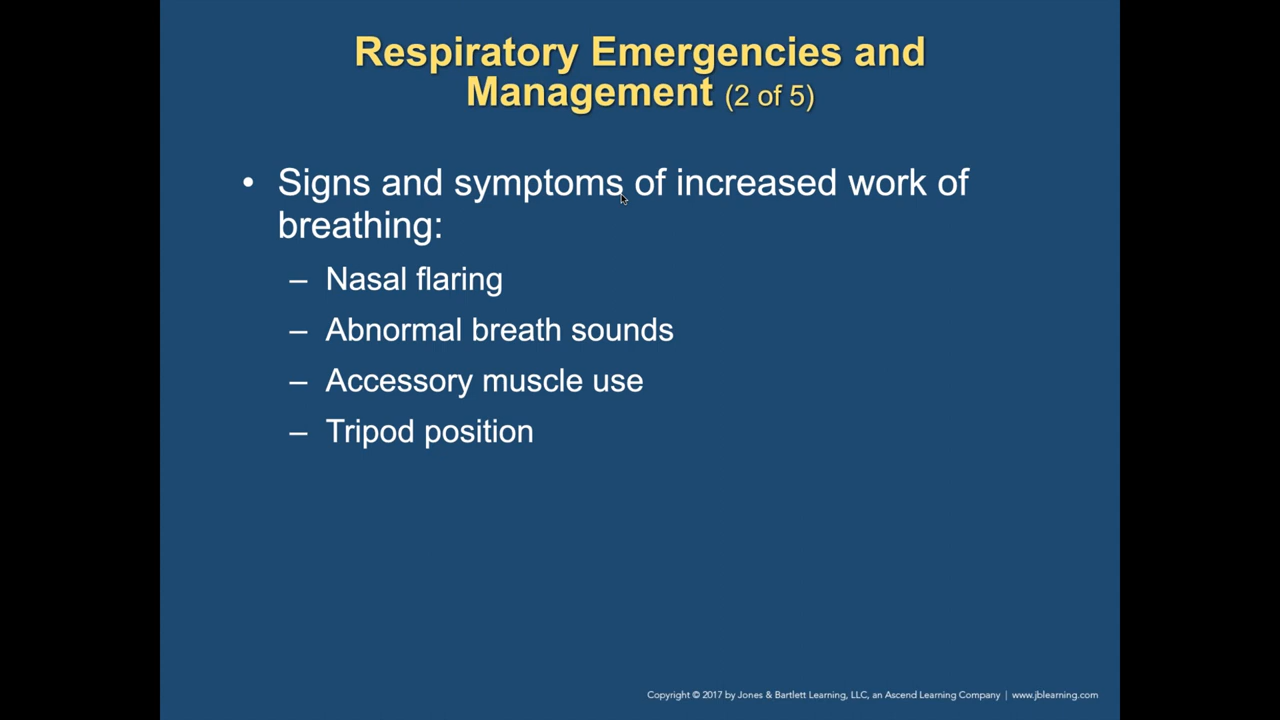 Respiratory Emergencies and
Management (2 of 5)
• Signs and symptoms of increased work of
breathing:
– Nasal flaring
– Abnormal breath sounds
– Accessory muscle use
– Tripod position
Copyright © 2017 by Jones & Bartlett Learning, LLC, an Ascend Learning Company | www.jblearning.com